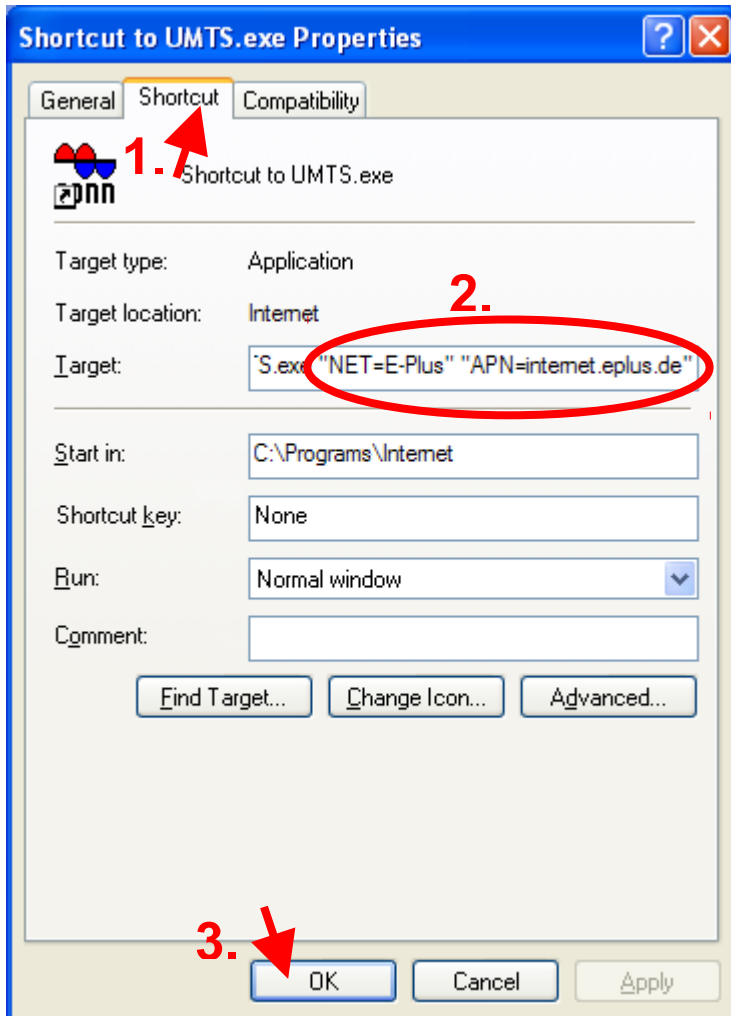 Shortcut to UMTS.exe Properties
?
General Shortcut Compatibility
1.
pnn
Shortcut to UMTS.exe
Target type: Application
2.
Target location: Internet
Target: S.exe "NET=E-Plus" "APN=internet.eplus.de"
Start in: C:\Programs\Internet
Shortcut key: None
Run: Normal window
Comment:
Find Target... Change Icon... Advanced...
3.
OK Cancel Apply